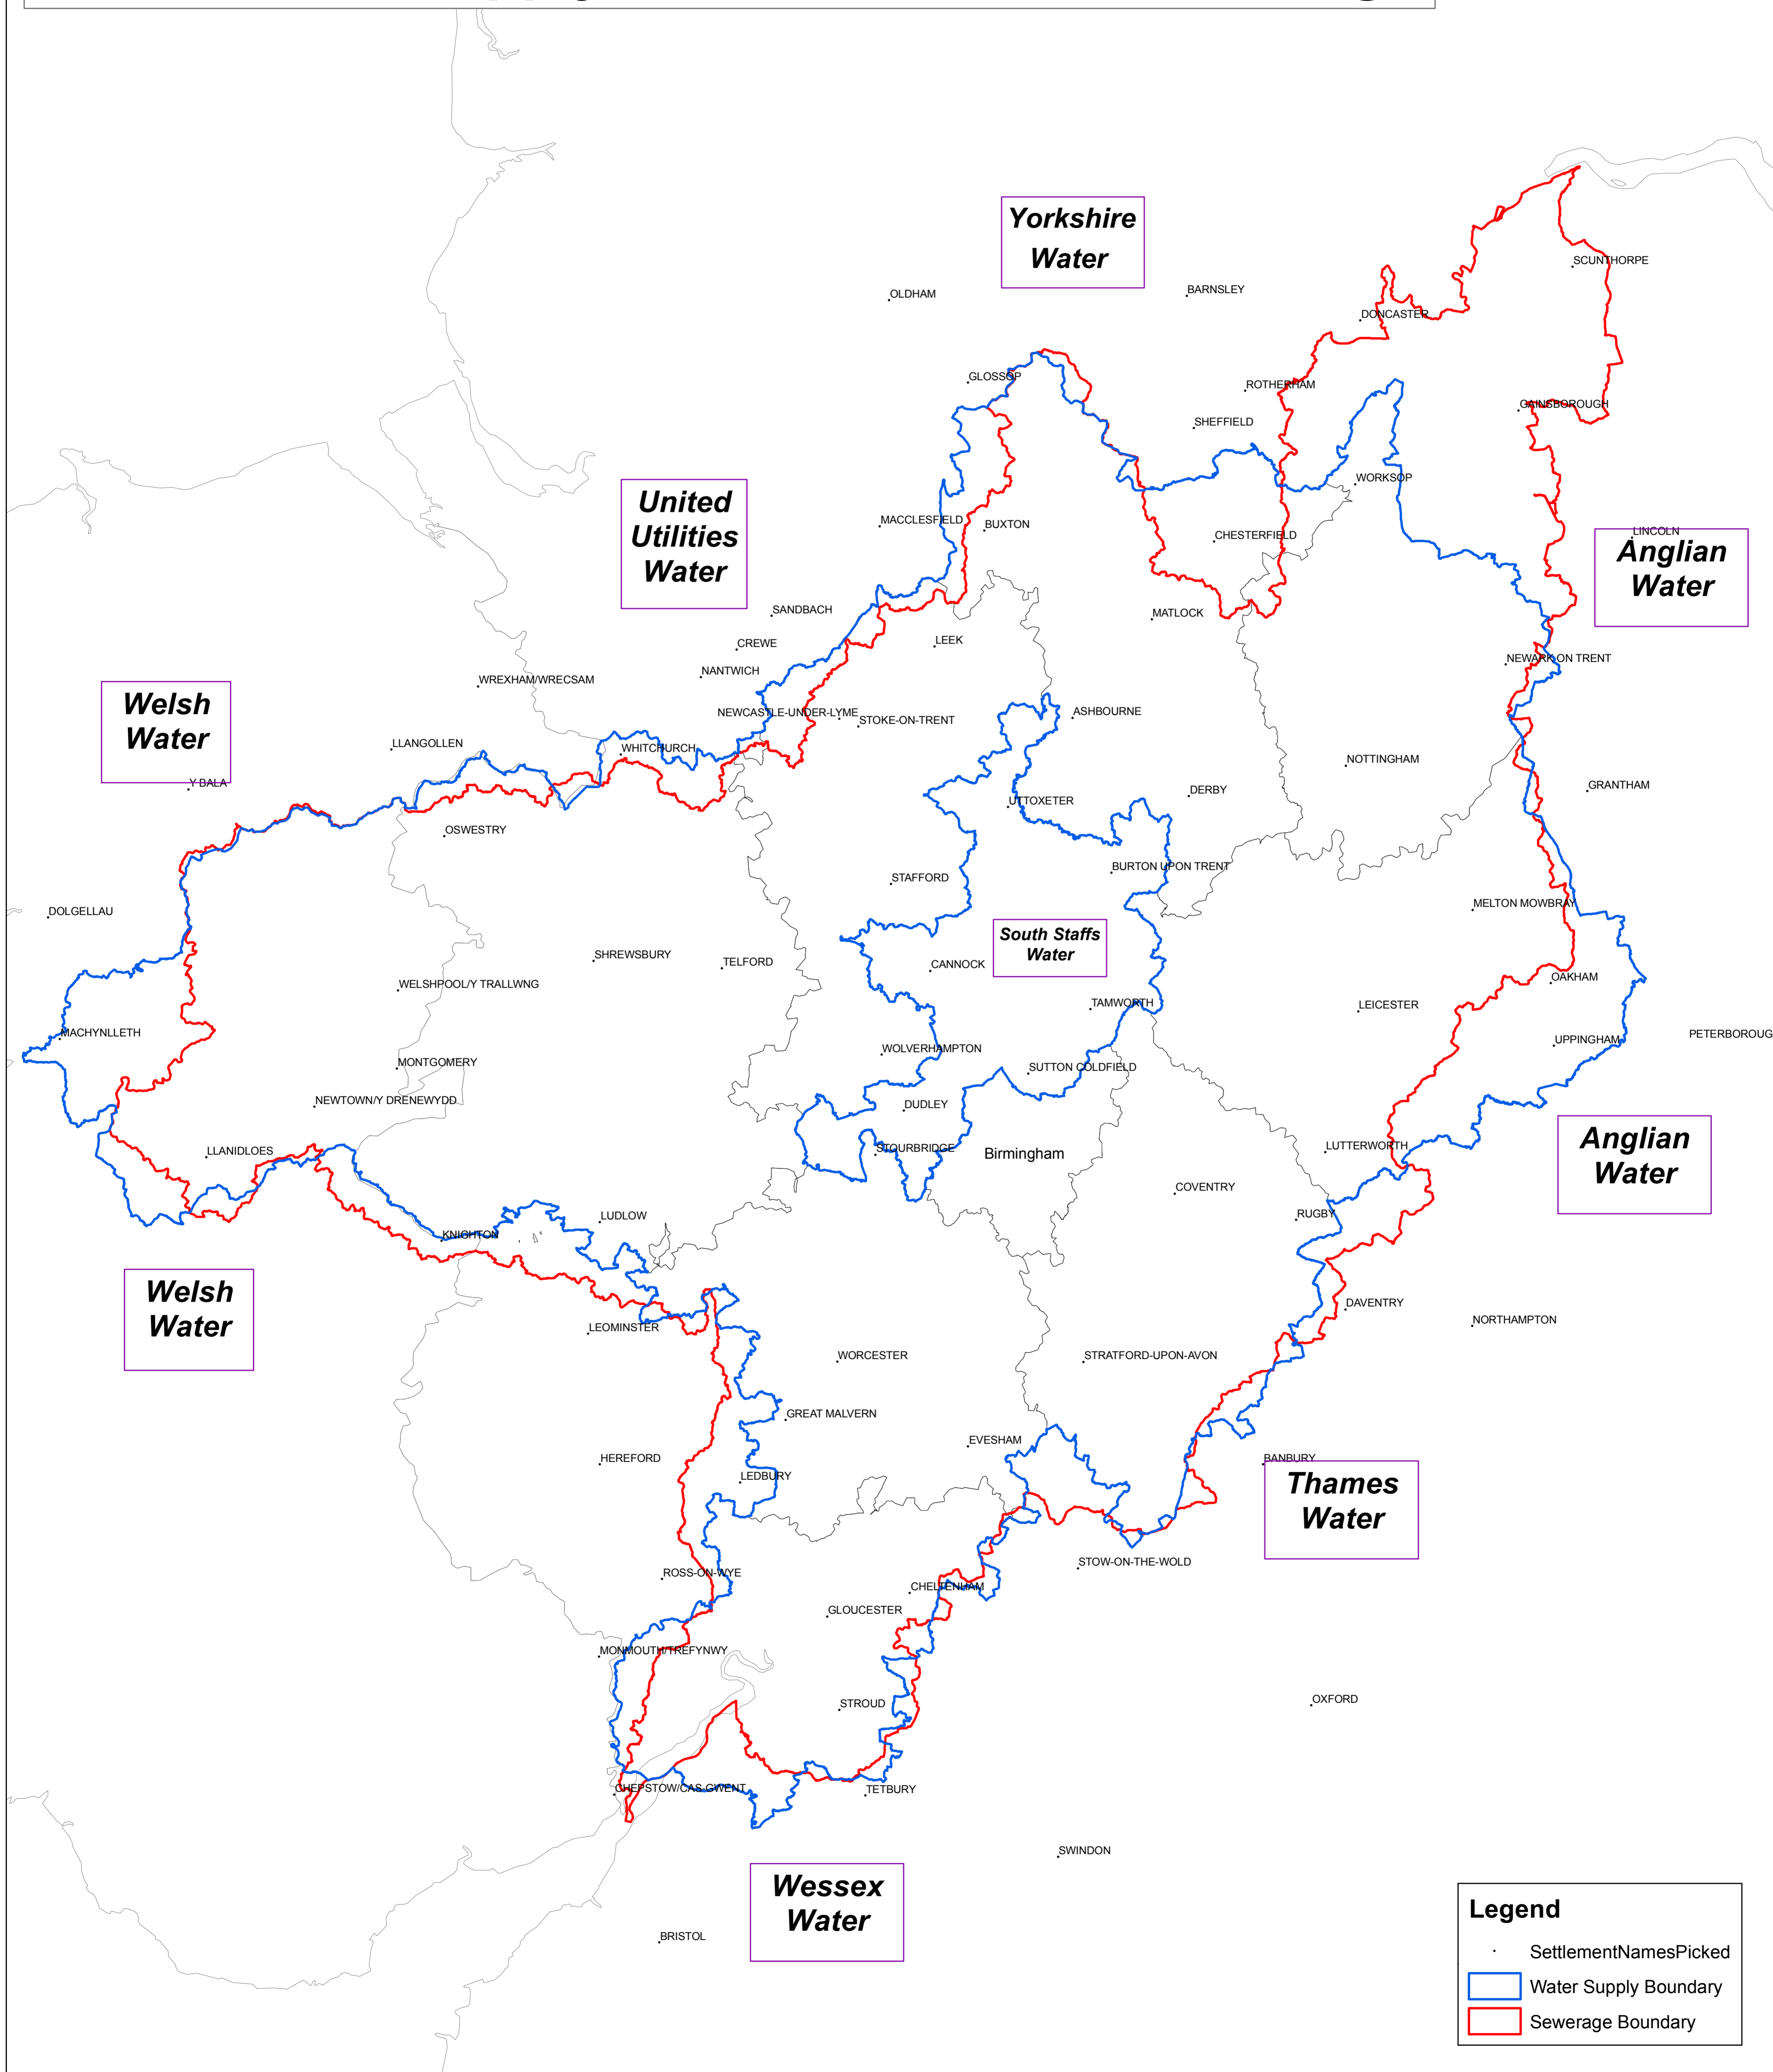 Yorkshire
Water
SCUNTHORPE
OLDHAM
BARNSLEY
DONCASTER
GLOSSOP
ROTHERHAM
GAINSBOROUGH
SHEFFIELD
WORKSOP
United
Utilities
Water
MACCLESFIELD
BUXTON
CHESTERFIELD
LINCOLN
Anglian
Water
SANDBACH
MATLOCK
CREWE
LEEK
NEWARK ON TRENT
NANTWICH
WREXHAM/WRECSAM
Welsh
Water
NEWCASTLE-UNDER-LYME
STOKE-ON-TRENT
ASHBOURNE
LLANGOLLEN
WHITCHURCH
NOTTINGHAM
Y BALA
GRANTHAM
DERBY
UTTOXETER
OSWESTRY
BURTON UPON TRENT
STAFFORD
MELTON MOWBRAY
DOLGELLAU
South Staffs
Water
SHREWSBURY
TELFORD
CANNOCK
OAKHAM
WELSHPOOL/Y TRALLWNG
TAMWORTH
LEICESTER
MACHYNLLETH
PETERBOROUG
UPPINGHAM
WOLVERHAMPTON
MONTGOMERY
SUTTON COLDFIELD
NEWTOWN/Y DRENEWYDD
DUDLEY
Anglian
Water
LLANIDLOES
STOURBRIDGE
Birmingham
LUTTERWORTH
COVENTRY
LUDLOW
RUGBY
KNIGHTON
Welsh
Water
DAVENTRY
NORTHAMPTON
LEOMINSTER
WORCESTER
STRATFORD-UPON-AVON
GREAT MALVERN
EVESHAM
HEREFORD
BANBURY
LEDBURY
Thames
Water
STOW-ON-THE-WOLD
ROSS-ON-WYE
CHELTENHAM
GLOUCESTER
MONMOUTH/TREFYNWY
STROUD
OXFORD
CHEPSTOW/CAS-GWENT
TETBURY
SWINDON
Wessex
Water
BRISTOL
Legend
SettlementNamesPicked
Water Supply Boundary
Sewerage Boundary